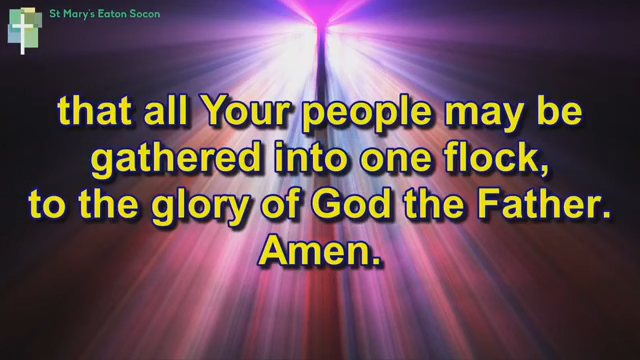 St Mary's Eaton Socon
that all Your people may be
gathered into one flock,
to the glory of God the Father.
Amen.